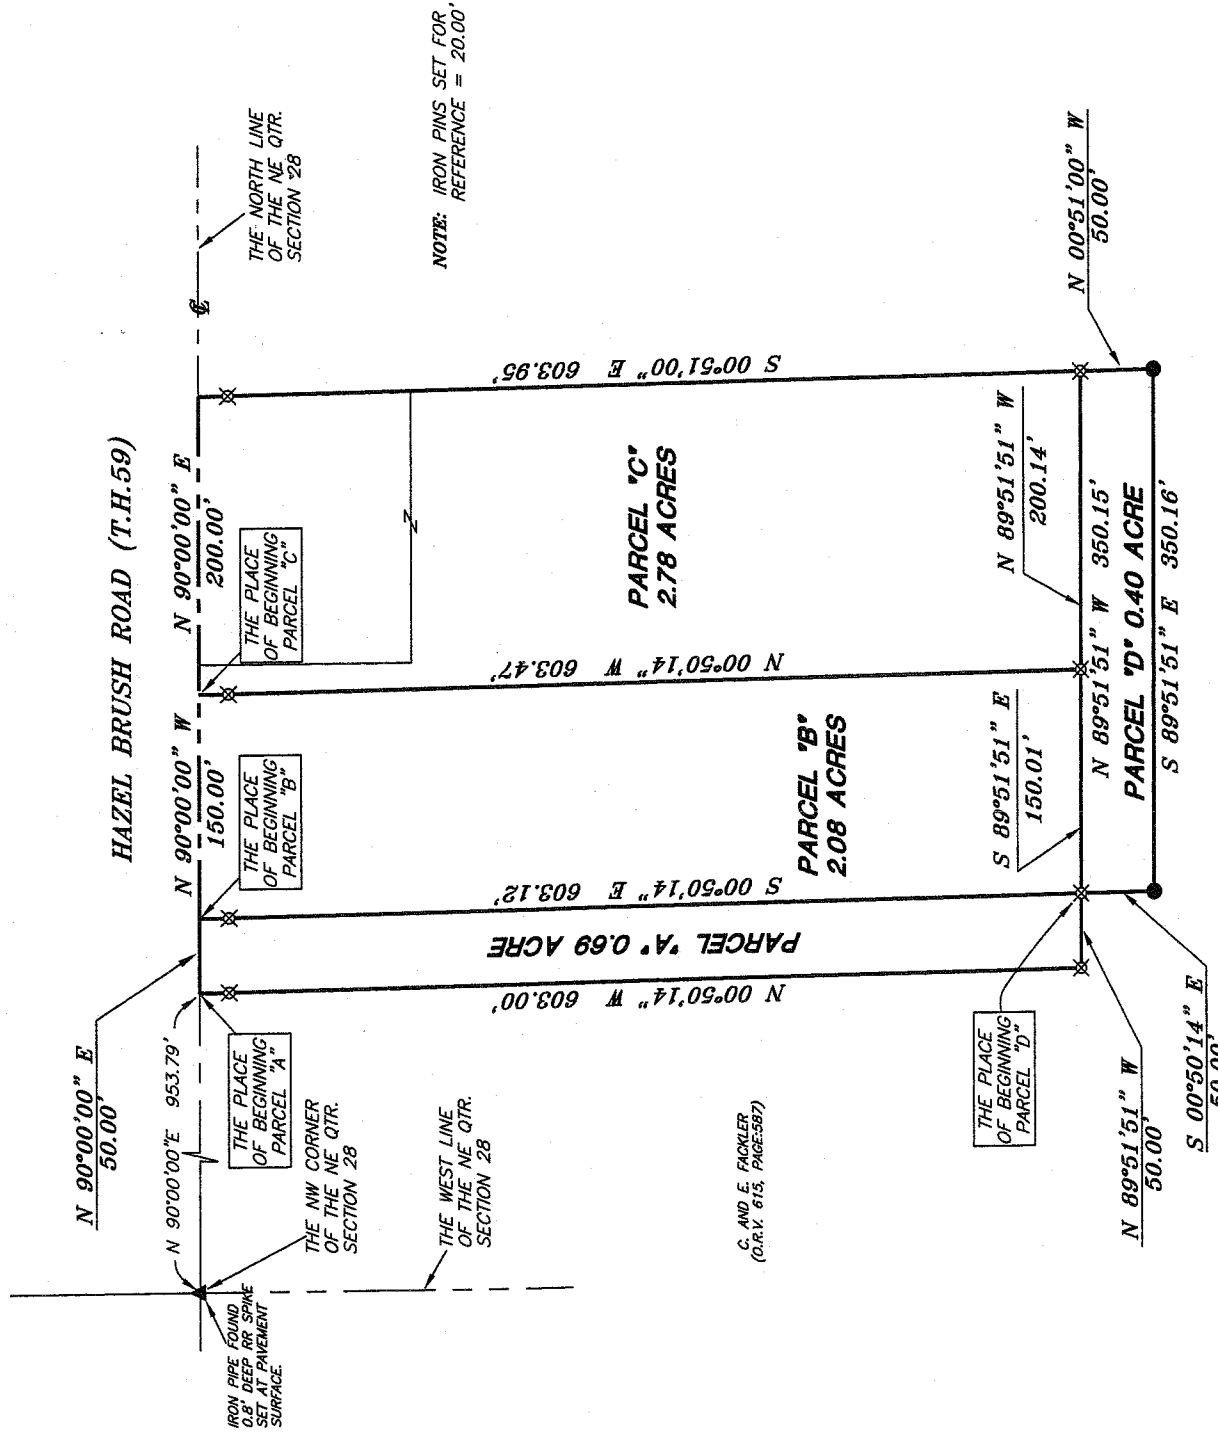 HAZEL BRUSH ROAD (T.H.59)
N 90°00'00" E
50.00'
N 90°00'00"E 953.79'
N 90°00'00" W
150.00'
N 90°00'00" E
200.00'
₵
THE NORTH LINE
OF THE NE QTR.
SECTION 28
NOTE: IRON PINS SET FOR
REFERENCE = 20.00'
IRON PIPE FOUND
0.8' DEEP RR SPIKE
SET AT PAVEMENT
SURFACE.
THE NW CORNER
OF THE NE QTR.
SECTION 28
THE WEST LINE
OF THE NE QTR.
SECTION 28
THE PLACE
OF BEGINNING
PARCEL "A"
THE PLACE
OF BEGINNING
PARCEL "B"
THE PLACE
OF BEGINNING
PARCEL "C"
N
N 00°50'14" W 603.00'
PARCEL "A" 0.69 ACRE
S 00°50'14" E 603.12'
PARCEL "B"
2.08 ACRES
N 00°50'14" W 603.47'
PARCEL "C"
2.78 ACRES
S 00°51'00" E 603.95'
C. AND E. FACKLER
(O.R.V. 615, PAGE:587)
THE PLACE
OF BEGINNING
PARCEL "D"
S 89°51'51" E
150.01'
N 89°51'51" W
200.14'
N 00°51'00" W
50.00'
N 89°51'51" W 350.15'
PARCEL "D" 0.40 ACRE
S 89°51'51" E 350.16'
N 89°51'51" W
50.00'
S 00°50'14" E
50.00'